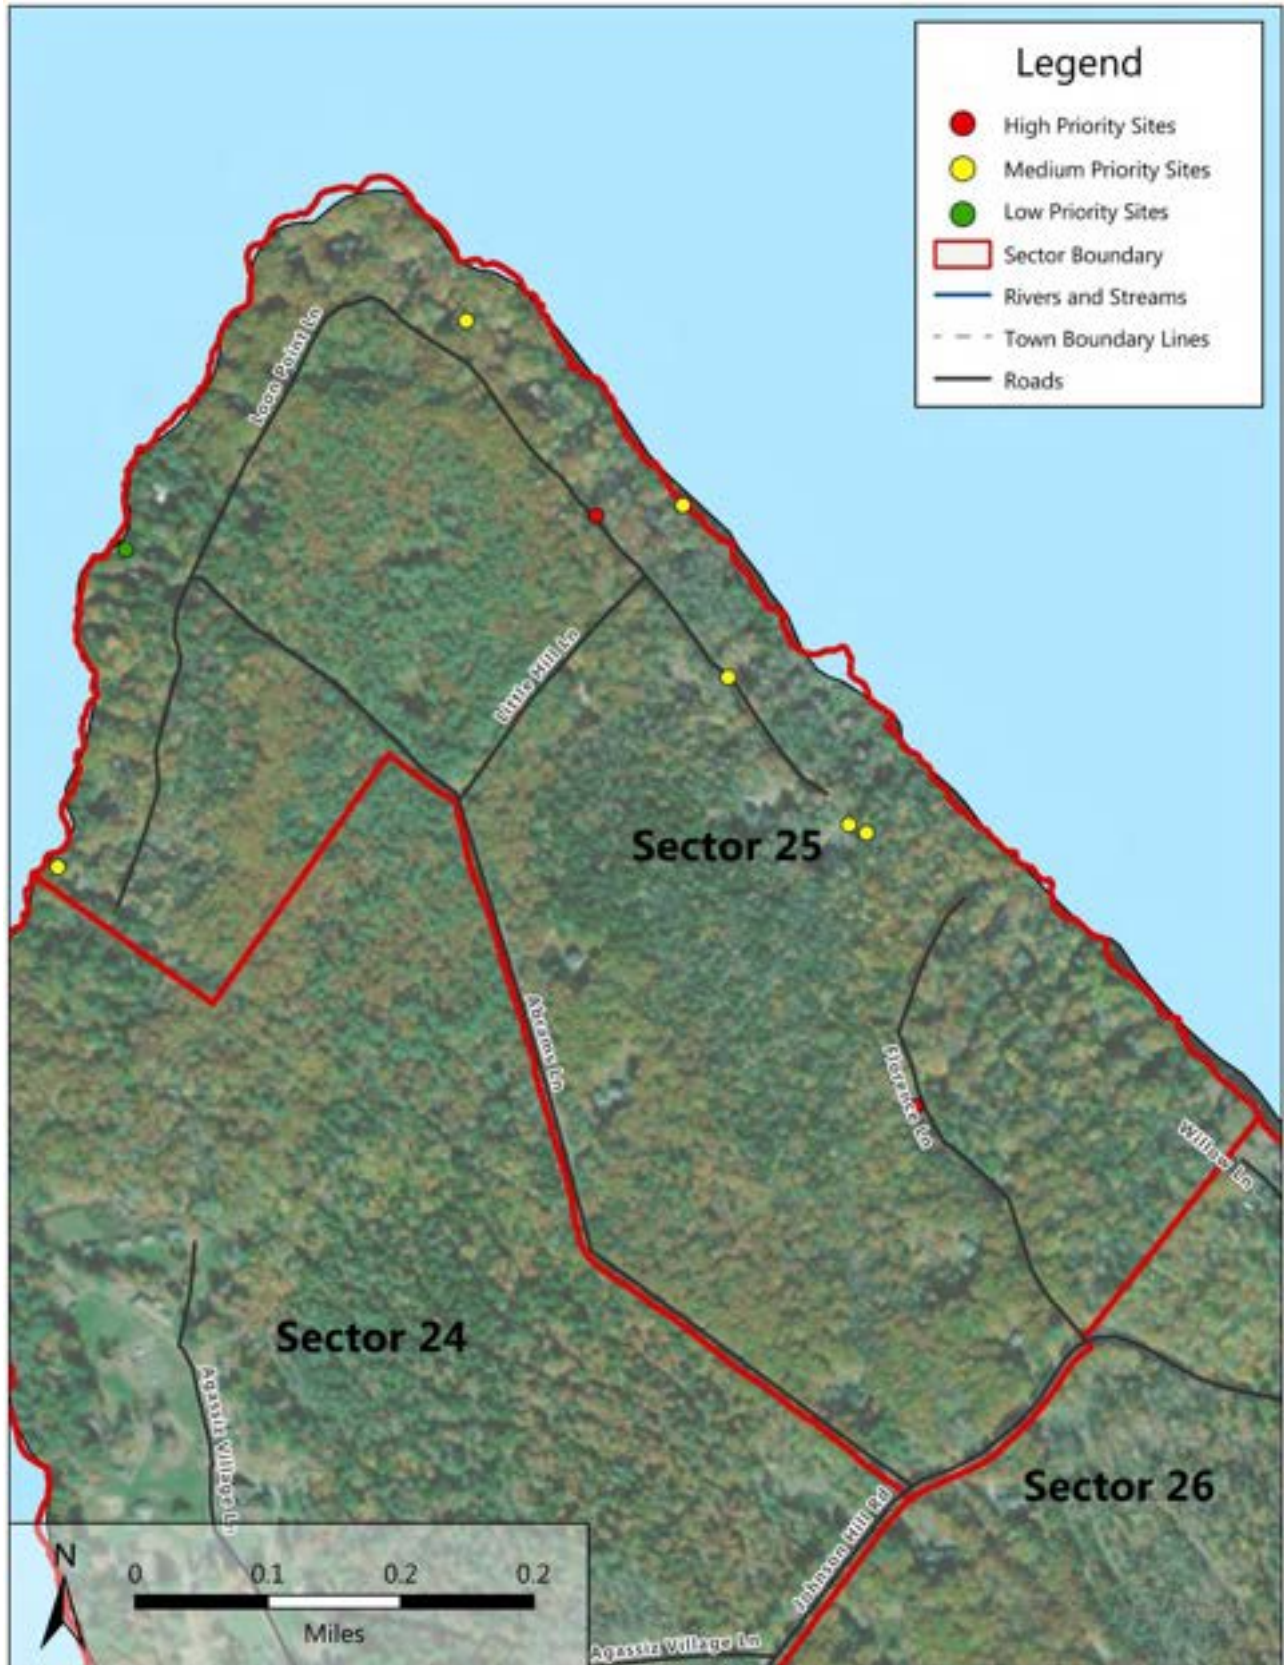 Legend
High Priority Sites
Medium Priority Sites
Low Priority Sites
Sector Boundary
Rivers and Streams
Town Boundary Lines
Roads
Loon Point Ln
Little Hill Ln
Sector 25
Abrams Ln
Florense Ln
Willow Ln
Sector 24
Agassiz Village Ln
Sector 26
Johnson Hill Rd
N
0 0.1 0.2 0.2
Miles
Agassiz Village Ln